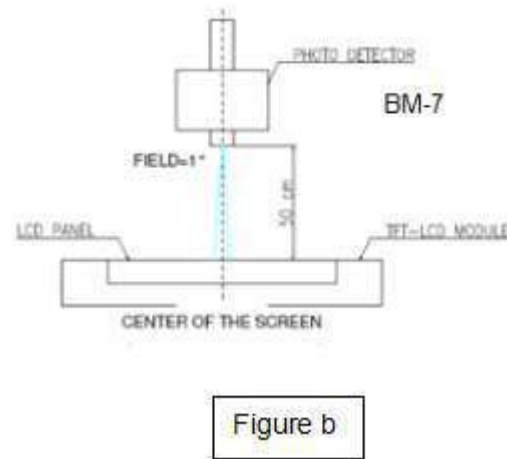 PHOTO DETECTOR
BM-7
FIELD=1°
50 cm
LCD PANEL
TFT-LCD MODULE
CENTER OF THE SCREEN
Figure b